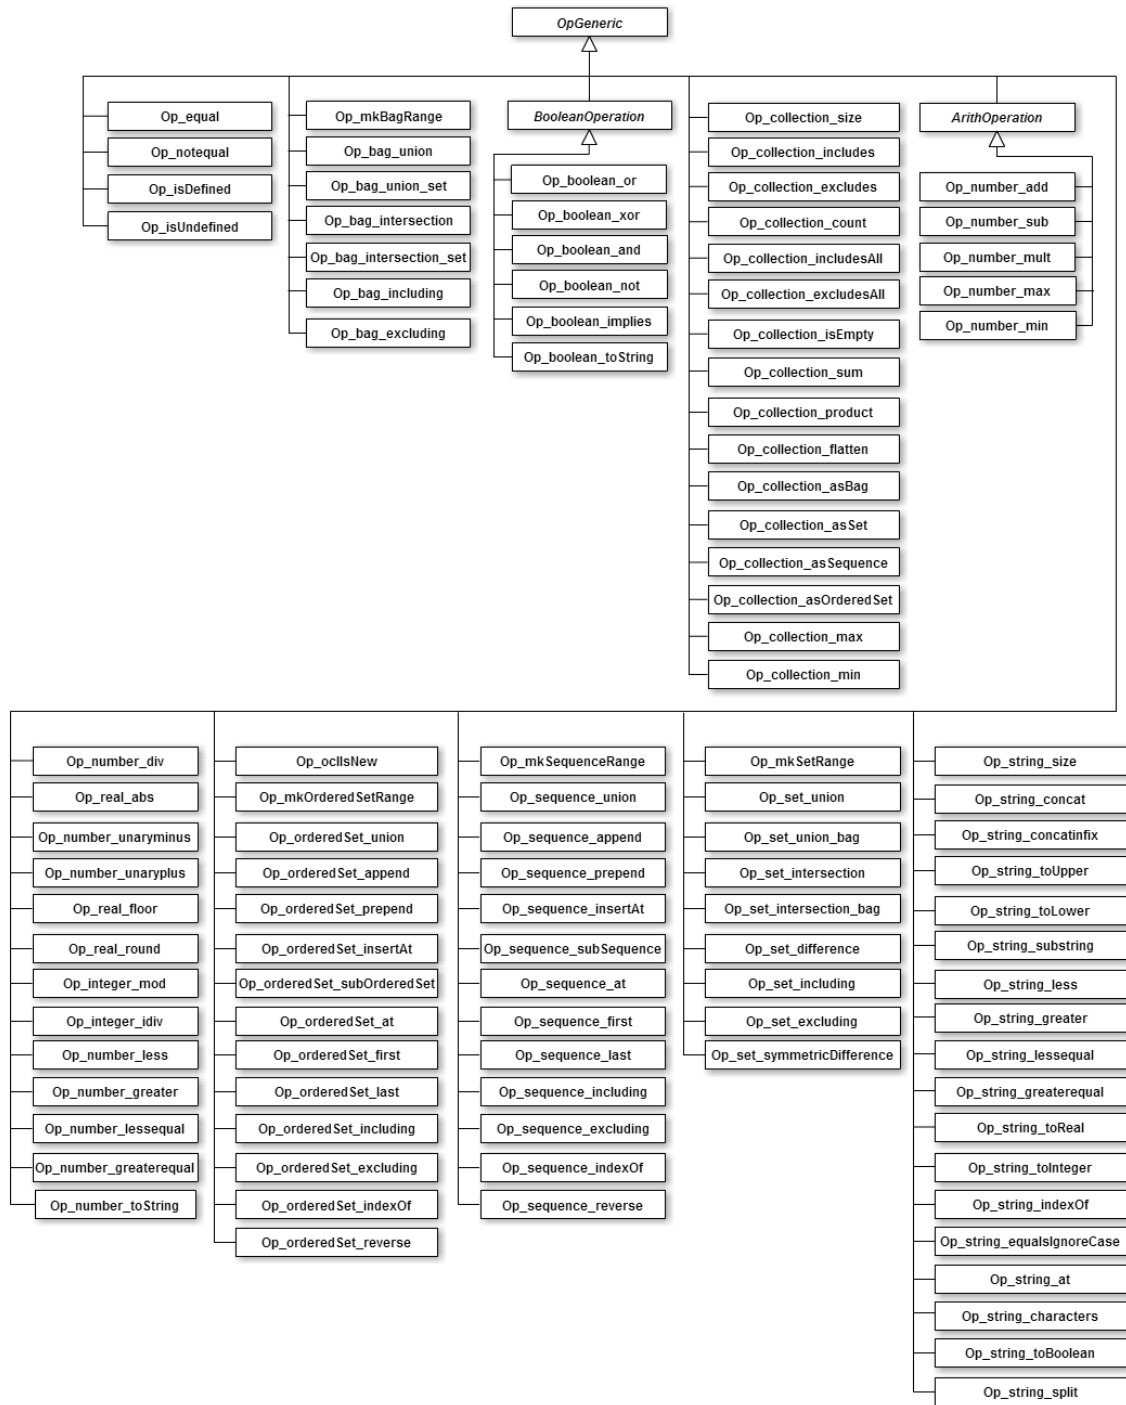 OpGeneric
Op_equal
Op_notequal
Op_isDefined
Op_isUndefined
Op_mkBagRange
Op_bag_union
Op_bag_union_set
Op_bag_intersection
Op_bag_intersection_set
Op_bag_including
Op_bag_excluding
BooleanOperation
Op_boolean_or
Op_boolean_xor
Op_boolean_and
Op_boolean_not
Op_boolean_implies
Op_boolean_toString
Op_collection_size
Op_collection_includes
Op_collection_excludes
Op_collection_count
Op_collection_includesAll
Op_collection_excludesAll
Op_collection_isEmpty
Op_collection_sum
Op_collection_product
Op_collection_flatten
Op_collection_asBag
Op_collection_asSet
Op_collection_asSequence
Op_collection_asOrderedSet
Op_collection_max
Op_collection_min
ArithOperation
Op_number_add
Op_number_sub
Op_number_mult
Op_number_max
Op_number_min
Op_number_div
Op_real_abs
Op_number_unaryminus
Op_number_unaryplus
Op_real_floor
Op_real_round
Op_integer_mod
Op_integer_idiv
Op_number_less
Op_number_greater
Op_number_lessequal
Op_number_greaterequal
Op_number_toString
Op_oclIsNew
Op_mkOrderedSetRange
Op_orderedSet_union
Op_orderedSet_append
Op_orderedSet_prepend
Op_orderedSet_insertAt
Op_orderedSet_subOrderedSet
Op_orderedSet_at
Op_orderedSet_first
Op_orderedSet_last
Op_orderedSet_including
Op_orderedSet_excluding
Op_orderedSet_indexOf
Op_orderedSet_reverse
Op_mkSequenceRange
Op_sequence_union
Op_sequence_append
Op_sequence_prepend
Op_sequence_insertAt
Op_sequence_subSequence
Op_sequence_at
Op_sequence_first
Op_sequence_last
Op_sequence_including
Op_sequence_excluding
Op_sequence_indexOf
Op_sequence_reverse
Op_mkSetRange
Op_set_union
Op_set_union_bag
Op_set_intersection
Op_set_intersection_bag
Op_set_difference
Op_set_including
Op_set_excluding
Op_set_symmetricDifference
Op_string_size
Op_string_concat
Op_string_concatinfix
Op_string_toUpper
Op_string_toLower
Op_string_substring
Op_string_less
Op_string_greater
Op_string_lessequal
Op_string_greaterequal
Op_string_toReal
Op_string_toInteger
Op_string_indexOf
Op_string_equalsIgnoreCase
Op_string_at
Op_string_characters
Op_string_toBoolean
Op_string_split